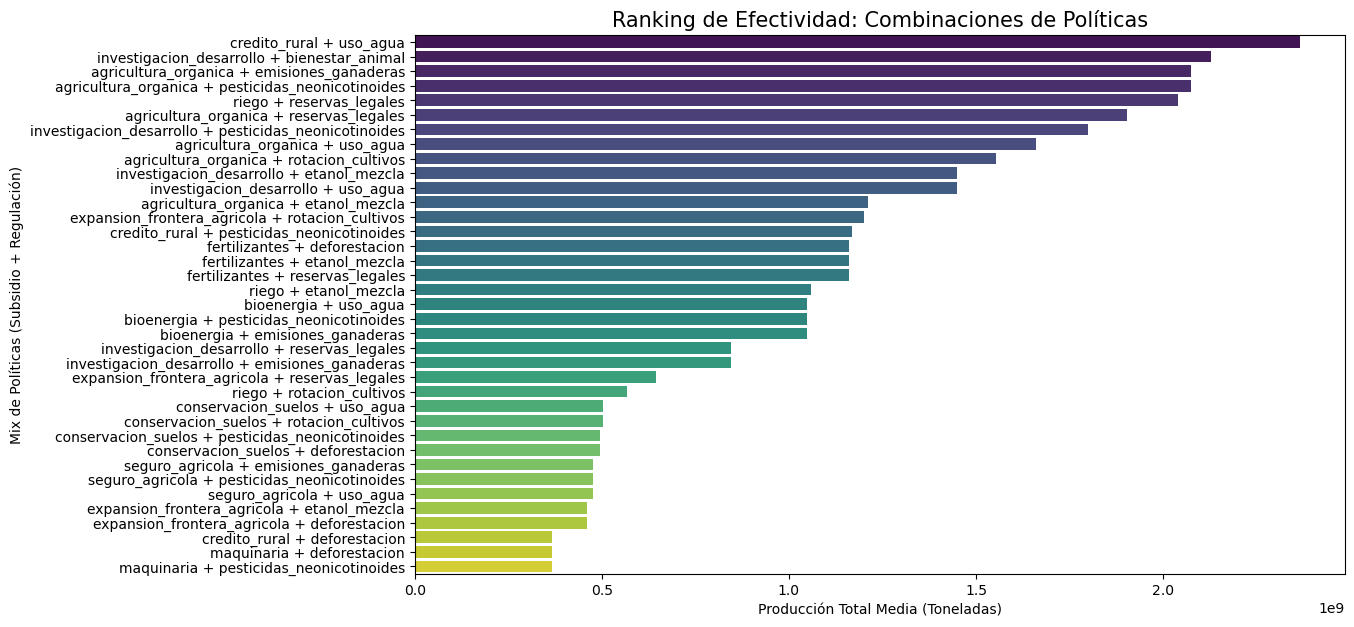 Ranking de Efectividad: Combinaciones de Políticas
Mix de Políticas (Subsidio + Regulación)
credito_rural + uso_agua
investigacion_desarrollo + bienestar_animal
agricultura_organica + emisiones_ganaderas
agricultura_organica + pesticidas_neonicotinoides
riego + reservas_legales
agricultura_organica + reservas_legales
investigacion_desarrollo + pesticidas_neonicotinoides
agricultura_organica + uso_agua
agricultura_organica + rotacion_cultivos
investigacion_desarrollo + etanol_mezcla
investigacion_desarrollo + uso_agua
agricultura_organica + etanol_mezcla
expansion_frontera_agricola + rotacion_cultivos
credito_rural + pesticidas_neonicotinoides
fertilizantes + deforestacion
fertilizantes + etanol_mezcla
fertilizantes + reservas_legales
riego + etanol_mezcla
bioenergia + uso_agua
bioenergia + pesticidas_neonicotinoides
bioenergia + emisiones_ganaderas
investigacion_desarrollo + reservas_legales
investigacion_desarrollo + emisiones_ganaderas
expansion_frontera_agricola + reservas_legales
riego + rotacion_cultivos
conservacion_suelos + uso_agua
conservacion_suelos + rotacion_cultivos
conservacion_suelos + pesticidas_neonicotinoides
conservacion_suelos + deforestacion
seguro_agricola + emisiones_ganaderas
seguro_agricola + pesticidas_neonicotinoides
seguro_agricola + uso_agua
expansion_frontera_agricola + etanol_mezcla
expansion_frontera_agricola + deforestacion
credito_rural + deforestacion
maquinaria + deforestacion
maquinaria + pesticidas_neonicotinoides
0.0 0.5 1.0 1.5 2.0
1e9
Producción Total Media (Toneladas)